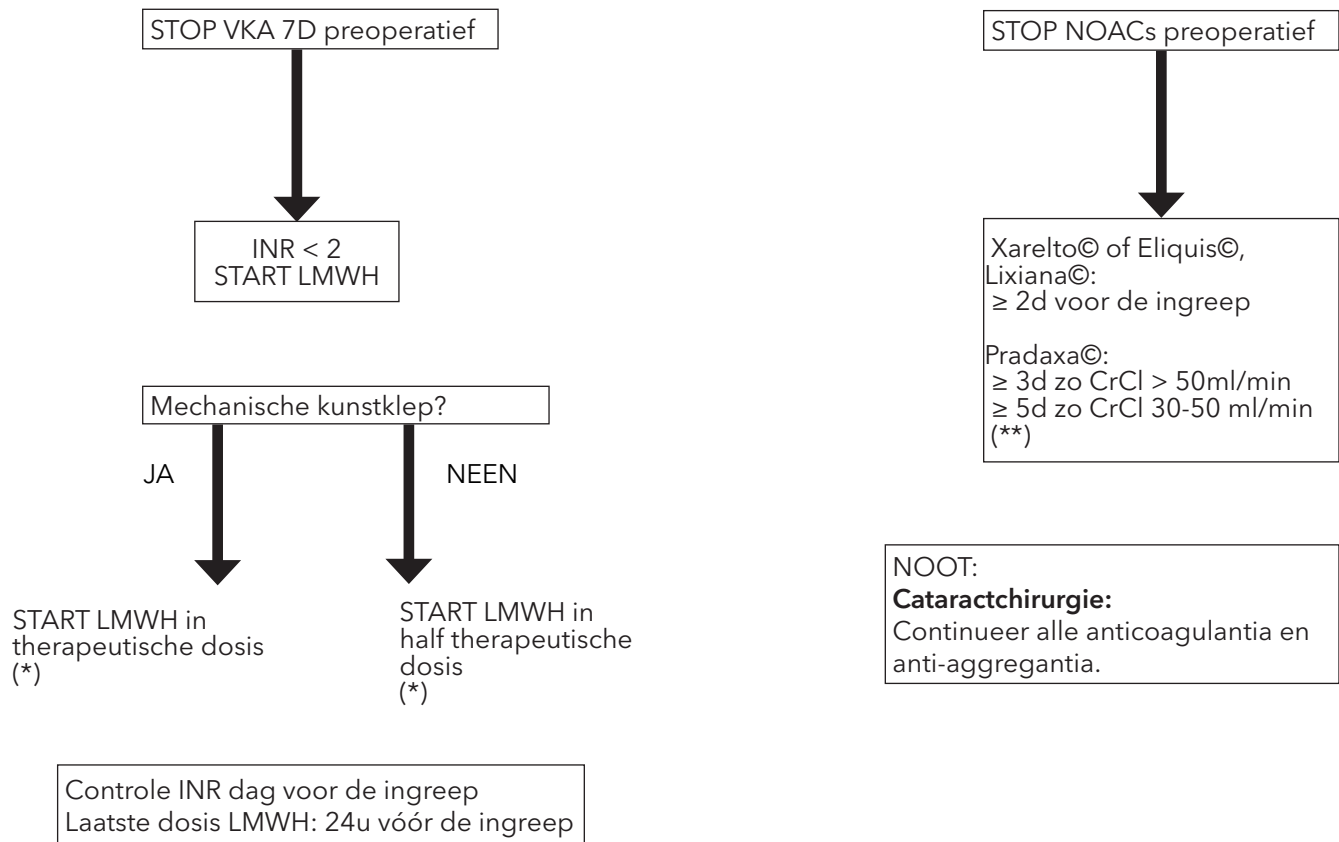 STOP VKA 7D preoperatief
INR < 2
START LMWH
Mechanische kunstklep?
JA
NEEN
START LMWH in
therapeutische dosis
(*)
START LMWH in
half therapeutische
dosis
(*)
Controle INR dag voor de ingreep
Laatste dosis LMWH: 24u vóór de ingreep
STOP NOACs preoperatief
Xarelto© of Eliquis©,
Lixiana©:
≥ 2d voor de ingreep
Pradaxa©:
≥ 3d zo CrCl > 50ml/min
≥ 5d zo CrCl 30-50 ml/min
(**)
NOOT:
Cataractchirurgie:
Continueer alle anticoagulantia en
anti-aggregantia.